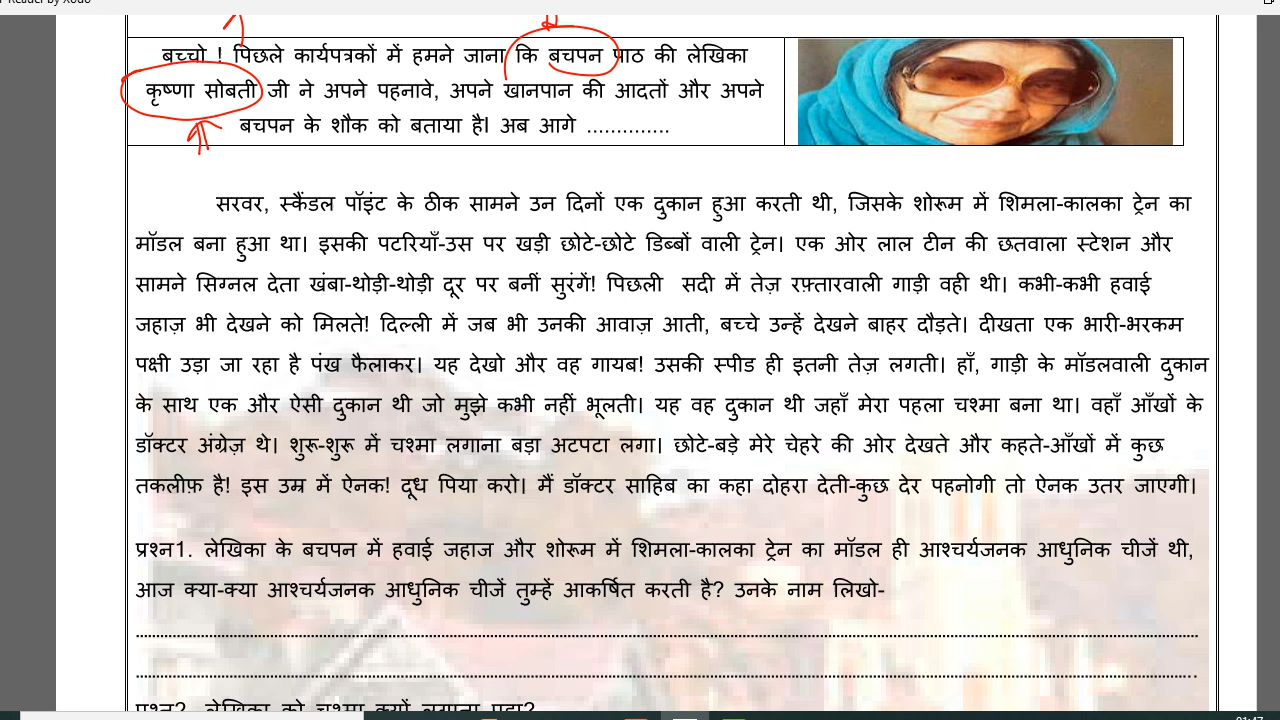 बच्चो ! पिछले कार्यपत्रकों में हमने जाना कि बचपन पाठ की लेखिका
कृष्णा सोबती जी ने अपने पहनावे, अपने खानपान की आदतों और अपने
बचपन के शौक को बताया है। अब आगे ..............
सरवर, स्कैंडल पॉइंट के ठीक सामने उन दिनों एक दुकान हुआ करती थी, जिसके शोरूम में शिमला-कालका ट्रेन का
मॉडल बना हुआ था। इसकी पटरियाँ-उस पर खड़ी छोटे-छोटे डिब्बों वाली ट्रेन। एक ओर लाल टीन की छतवाला स्टेशन और
सामने सिग्नल देता खंबा-थोड़ी-थोड़ी दूर पर बनीं सुरंगें! पिछली सदी में तेज़ रफ़्तारवाली गाड़ी वही थी। कभी-कभी हवाई
जहाज़ भी देखने को मिलते! दिल्ली में जब भी उनकी आवाज़ आती, बच्चे उन्हें देखने बाहर दौड़ते। दीखता एक भारी-भरकम
पक्षी उड़ा जा रहा है पंख फैलाकर। यह देखो और वह गायब! उसकी स्पीड ही इतनी तेज़ लगती। हाँ, गाड़ी के मॉडलवाली दुकान
के साथ एक और ऐसी दुकान थी जो मुझे कभी नहीं भूलती। यह वह दुकान थी जहाँ मेरा पहला चश्मा बना था। वहाँ आँखों के
डॉक्टर अंग्रेज़ थे। शुरू-शुरू में चश्मा लगाना बड़ा अटपटा लगा। छोटे-बड़े मेरे चेहरे की ओर देखते और कहते-आँखों में कुछ
तकलीफ़ है! इस उम्र में ऐनक! दूध पिया करो। मैं डॉक्टर साहिब का कहा दोहरा देती-कुछ देर पहनोगी तो ऐनक उतर जाएगी।
प्रश्न1. लेखिका के बचपन में हवाई जहाज और शोरूम में शिमला-कालका ट्रेन का मॉडल ही आश्चर्यजनक आधुनिक चीजें थी,
आज क्या-क्या आश्चर्यजनक आधुनिक चीजें तुम्हें आकर्षित करती है? उनके नाम लिखो-
प्रश्न2. लेखिका को चश्मा क्यों लगाना पड़ा?